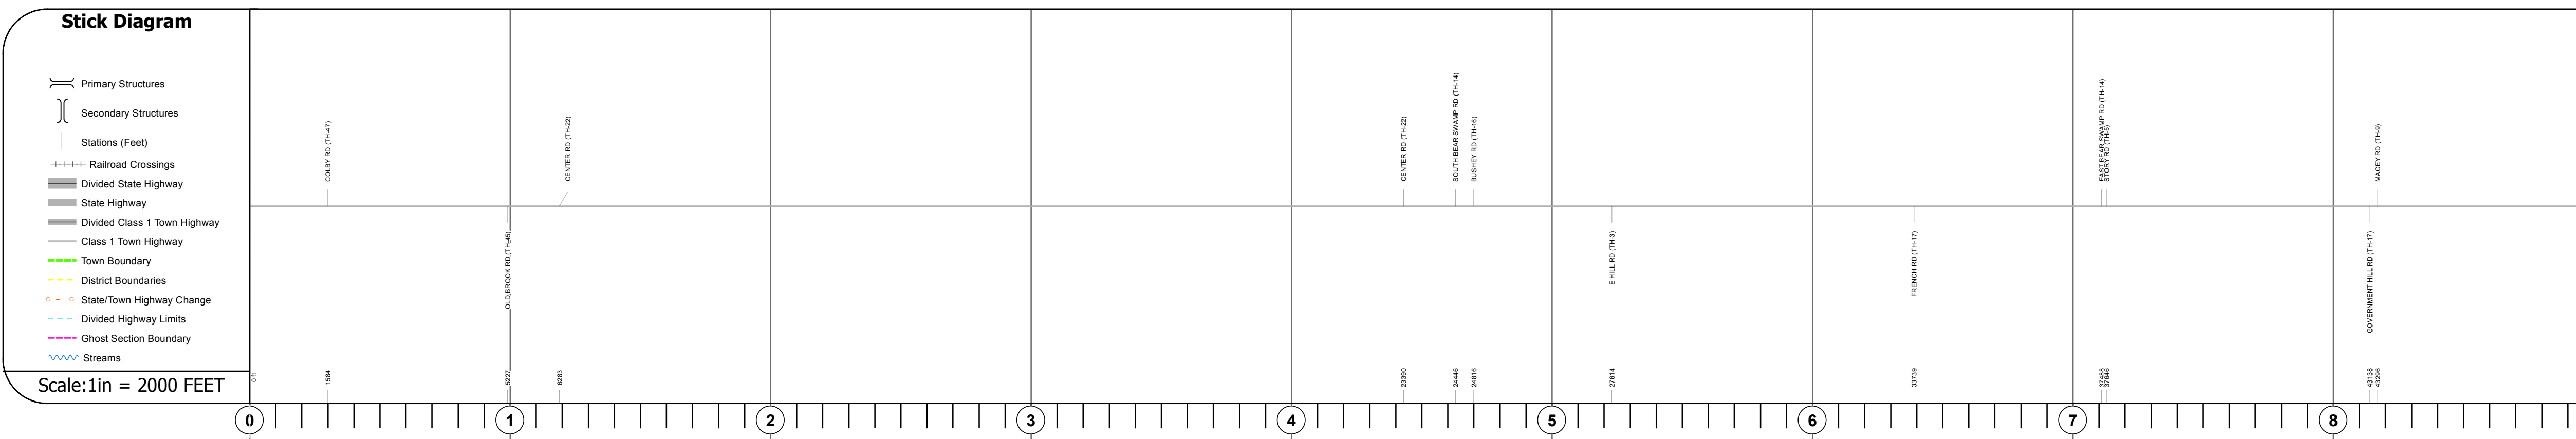 Stick Diagram
Primary Structures
Secondary Structures
Stations (Feet)
Railroad Crossings
Divided State Highway
State Highway
Divided Class 1 Town Highway
Class 1 Town Highway
Town Boundary
District Boundaries
State/Town Highway Change
Divided Highway Limits
Ghost Section Boundary
Streams
Scale:1in = 2000 FEET
COLBY RD (TH-47)
CENTER RD (TH-22)
CENTER RD (TH-22)
SOUTH BEAR SWAMP RD (TH-14)
BUSHEY RD (TH-16)
EAST BEAR SWAMP RD (TH-14)
STORY RD (TH-5)
MACEY RD (TH-9)
OLD BROOK RD (TH-45)
E HILL RD (TH-3)
FRENCH RD (TH-17)
GOVERNMENT HILL RD (TH-17)
0 ft
1584
5227
6283
23390
24446
24816
27614
33739
37488
37646
43138
43296
0
1
2
3
4
5
6
7
8